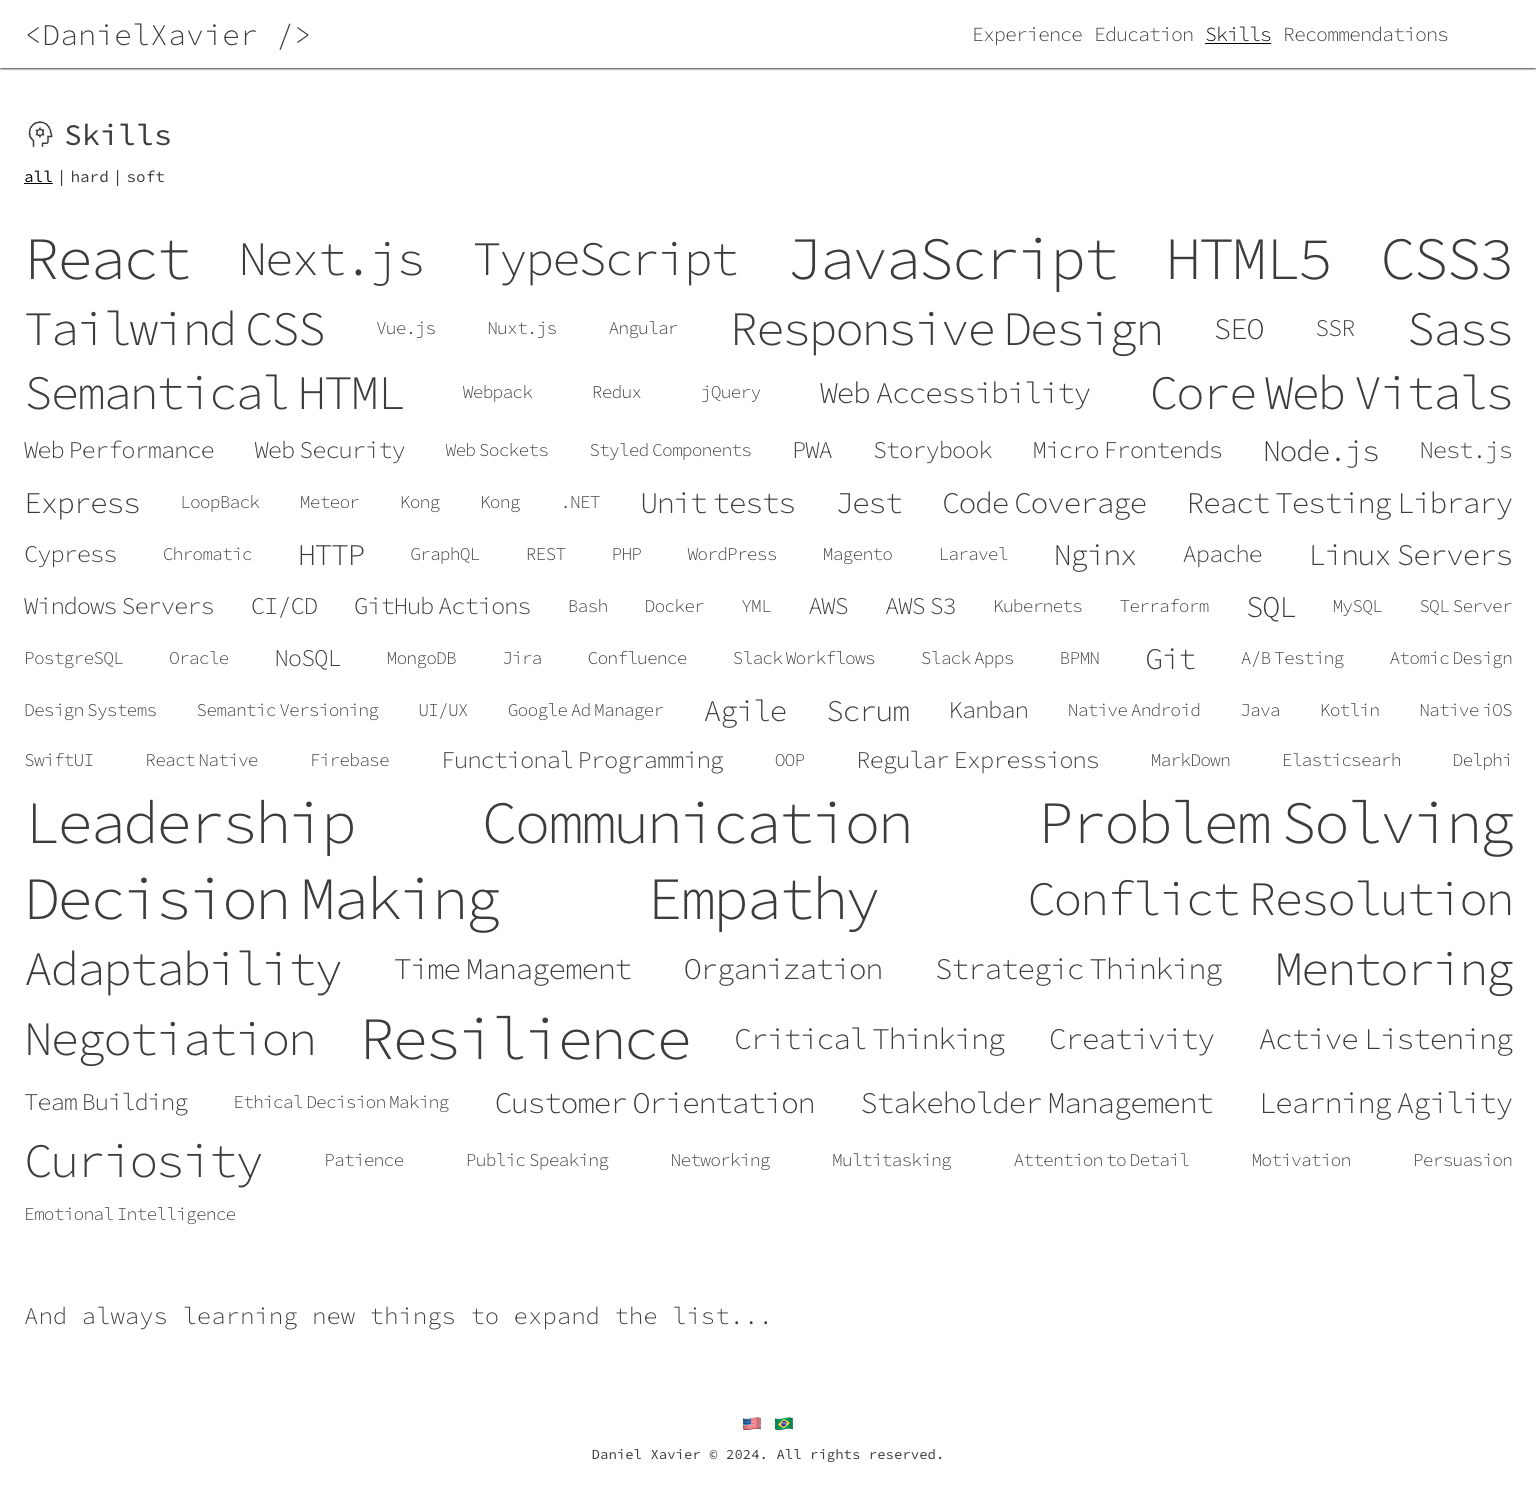 <DanielXavier />
Experience Education Skills Recommendations
Skills
all | hard | soft
React Next.js TypeScript JavaScript HTML5 CSS3
Tailwind CSS Vue.js Nuxt.js Angular Responsive Design SEO SSR Sass
Semantical HTML Webpack Redux jQuery Web Accessibility Core Web Vitals
Web Performance Web Security Web Sockets Styled Components PWA Storybook Micro Frontends Node.js Nest.js
Express LoopBack Meteor Kong Kong .NET Unit tests Jest Code Coverage React Testing Library
Cypress Chromatic HTTP GraphQL REST PHP WordPress Magento Laravel Nginx Apache Linux Servers
Windows Servers CI/CD GitHub Actions Bash Docker YML AWS AWS S3 Kubernets Terraform SQL MySQL SQL Server
PostgreSQL Oracle NoSQL MongoDB Jira Confluence Slack Workflows Slack Apps BPMN Git A/B Testing Atomic Design
Design Systems Semantic Versioning UI/UX Google Ad Manager Agile Scrum Kanban Native Android Java Kotlin Native iOS
SwiftUI React Native Firebase Functional Programming OOP Regular Expressions MarkDown Elasticsearh Delphi
Leadership Communication Problem Solving
Decision Making Empathy Conflict Resolution
Adaptability Time Management Organization Strategic Thinking Mentoring
Negotiation Resilience Critical Thinking Creativity Active Listening
Team Building Ethical Decision Making Customer Orientation Stakeholder Management Learning Agility
Curiosity Patience Public Speaking Networking Multitasking Attention to Detail Motivation Persuasion
Emotional Intelligence
And always learning new things to expand the list...
Daniel Xavier © 2024. All rights reserved.